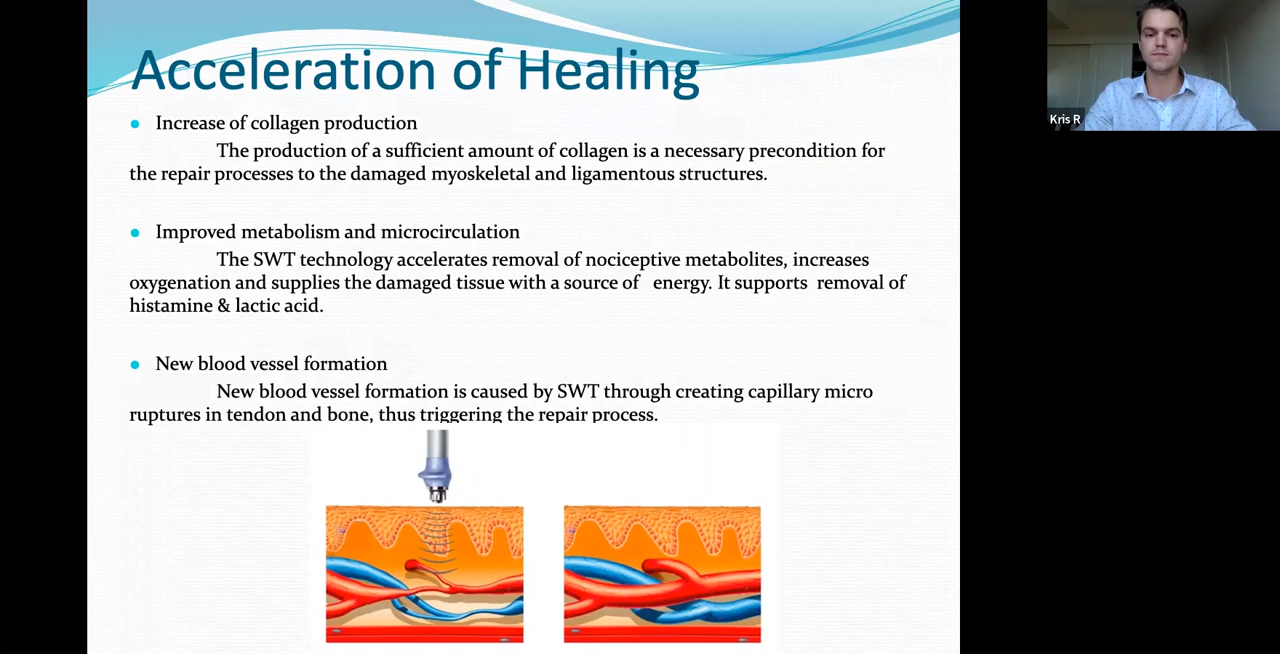 Acceleration of Healing
Increase of collagen production
The production of a sufficient amount of collagen is a necessary precondition for
the repair processes to the damaged myoskeletal and ligamentous structures.
Improved metabolism and microcirculation
The SWT technology accelerates removal of nociceptive metabolites, increases
oxygenation and supplies the damaged tissue with a source of energy. It supports removal of
histamine & lactic acid.
New blood vessel formation
New blood vessel formation is caused by SWT through creating capillary micro
ruptures in tendon and bone, thus triggering the repair process.
Kris R